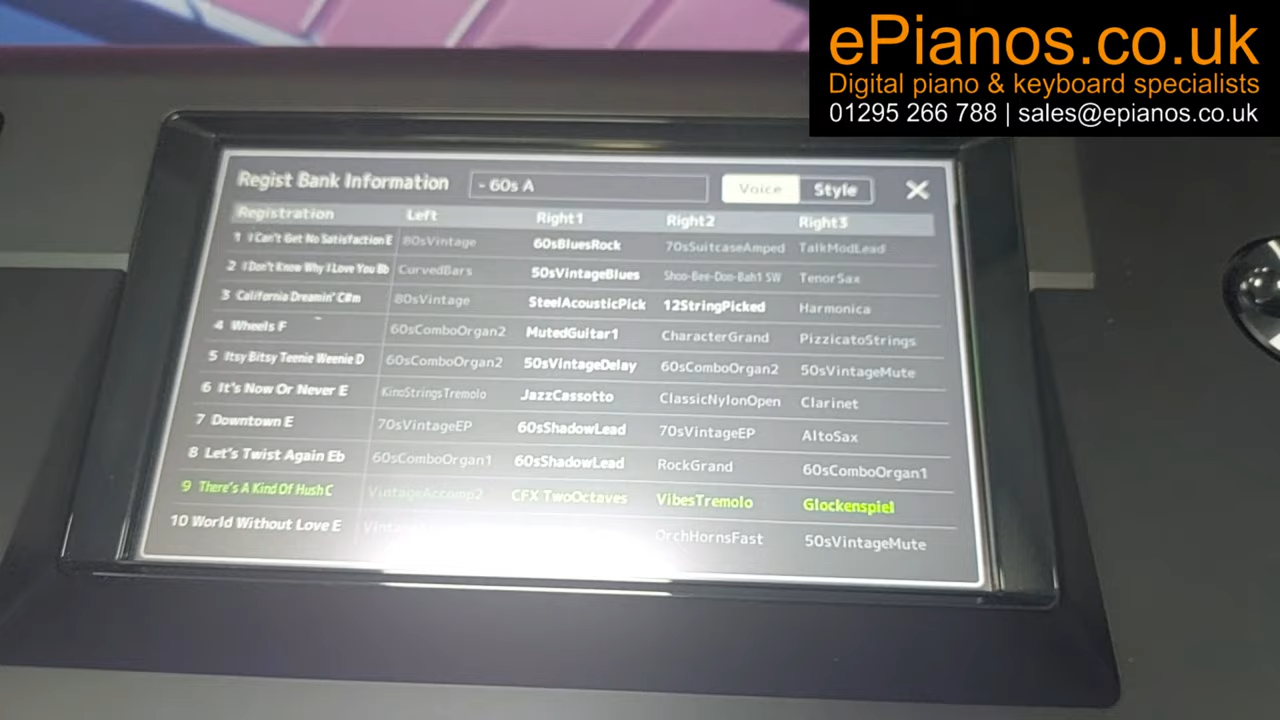 ePianos.co.uk
Digital piano & keyboard specialists
01295 266 788 | sales@epianos.co.uk
Regist Bank Information - 60s A Voice Style X
Registration Left Right1 Right2 Right3
1 I Can't Get No Satisfaction E 80sVintage 60sBluesRock 70sSuitcaseAmped TalkModLead
2 I Don't Know Why I Love You Bb CurvedBars 50sVintageBlues Shoo-Bee-Doo-Bah1 SW TenorSax
3 California Dreamin' C#m 80sVintage SteelAcousticPick 12StringPicked Harmonica
4 Wheels F 60sComboOrgan2 MutedGuitar1 CharacterGrand PizzicatoStrings
5 Itsy Bitsy Teenie Weenie D 60sComboOrgan2 50sVintageDelay 60sComboOrgan2 50sVintageMute
6 It's Now Or Never E KinoStringsTremolo JazzCassotto ClassicNylonOpen Clarinet
7 Downtown E 70sVintageEP 60sShadowLead 70sVintageEP AltoSax
8 Let's Twist Again Eb 60sComboOrgan1 60sShadowLead RockGrand 60sComboOrgan1
9 There's A Kind Of Hush C VintageAccomp2 CFX TwoOctaves VibesTremolo Glockenspiel
10 World Without Love E OrchHornsFast 50sVintageMute